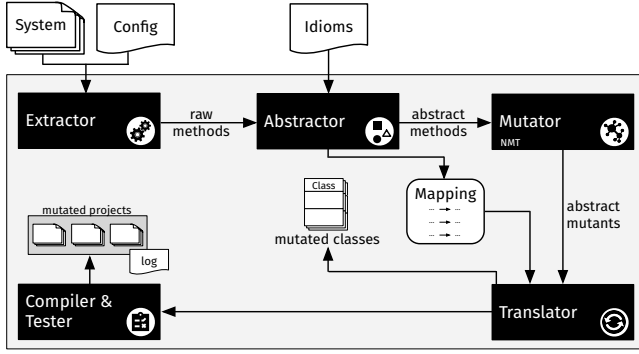 System
Config
Idioms
Extractor
raw
methods
Abstractor
abstract
methods
Mutator
NMT
Class
mutated classes
Mapping
... → ...
... → ...
... → ...
abstract
mutants
mutated projects
log
Compiler &
Tester
Translator